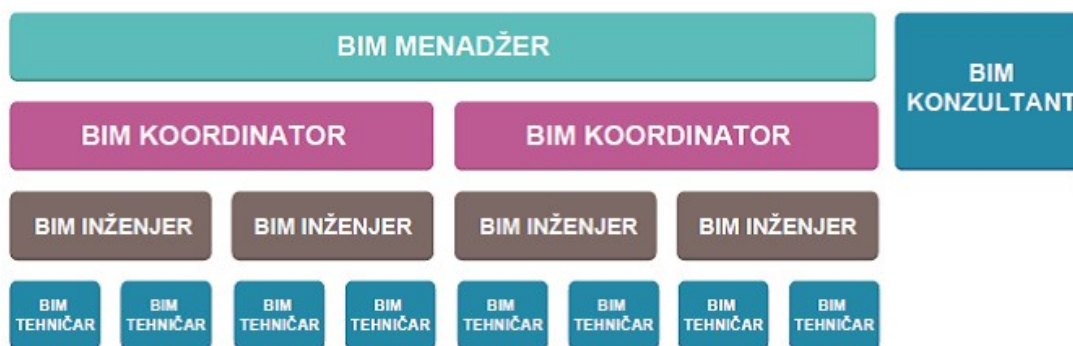 BIM MENADŽER
BIM
KONZULTANT
BIM KOORDINATOR
BIM KOORDINATOR
BIM INŽENJER
BIM INŽENJER
BIM INŽENJER
BIM INŽENJER
BIM
TEHNIČAR
BIM
TEHNIČAR
BIM
TEHNIČAR
BIM
TEHNIČAR
BIM
TEHNIČAR
BIM
TEHNIČAR
BIM
TEHNIČAR
BIM
TEHNIČAR